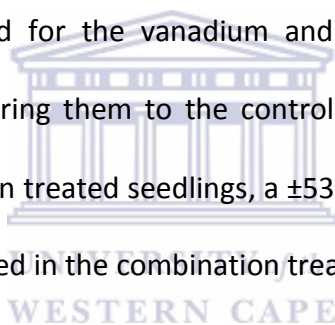 d for the vanadium and
ring them to the control
n treated seedlings, a ±53
UNIVERSITY of the
ed in the combination trea
WESTERN CAPE